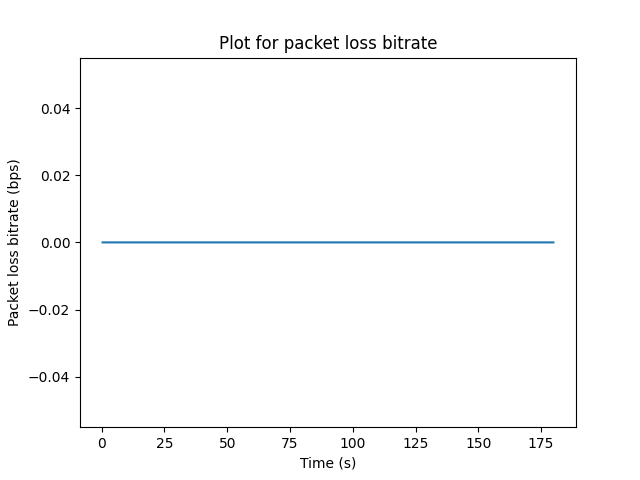 Plot for packet loss bitrate
0.04
0.02
0.00
−0.02
−0.04
Packet loss bitrate (bps)
0 25 50 75 100 125 150 175
Time (s)